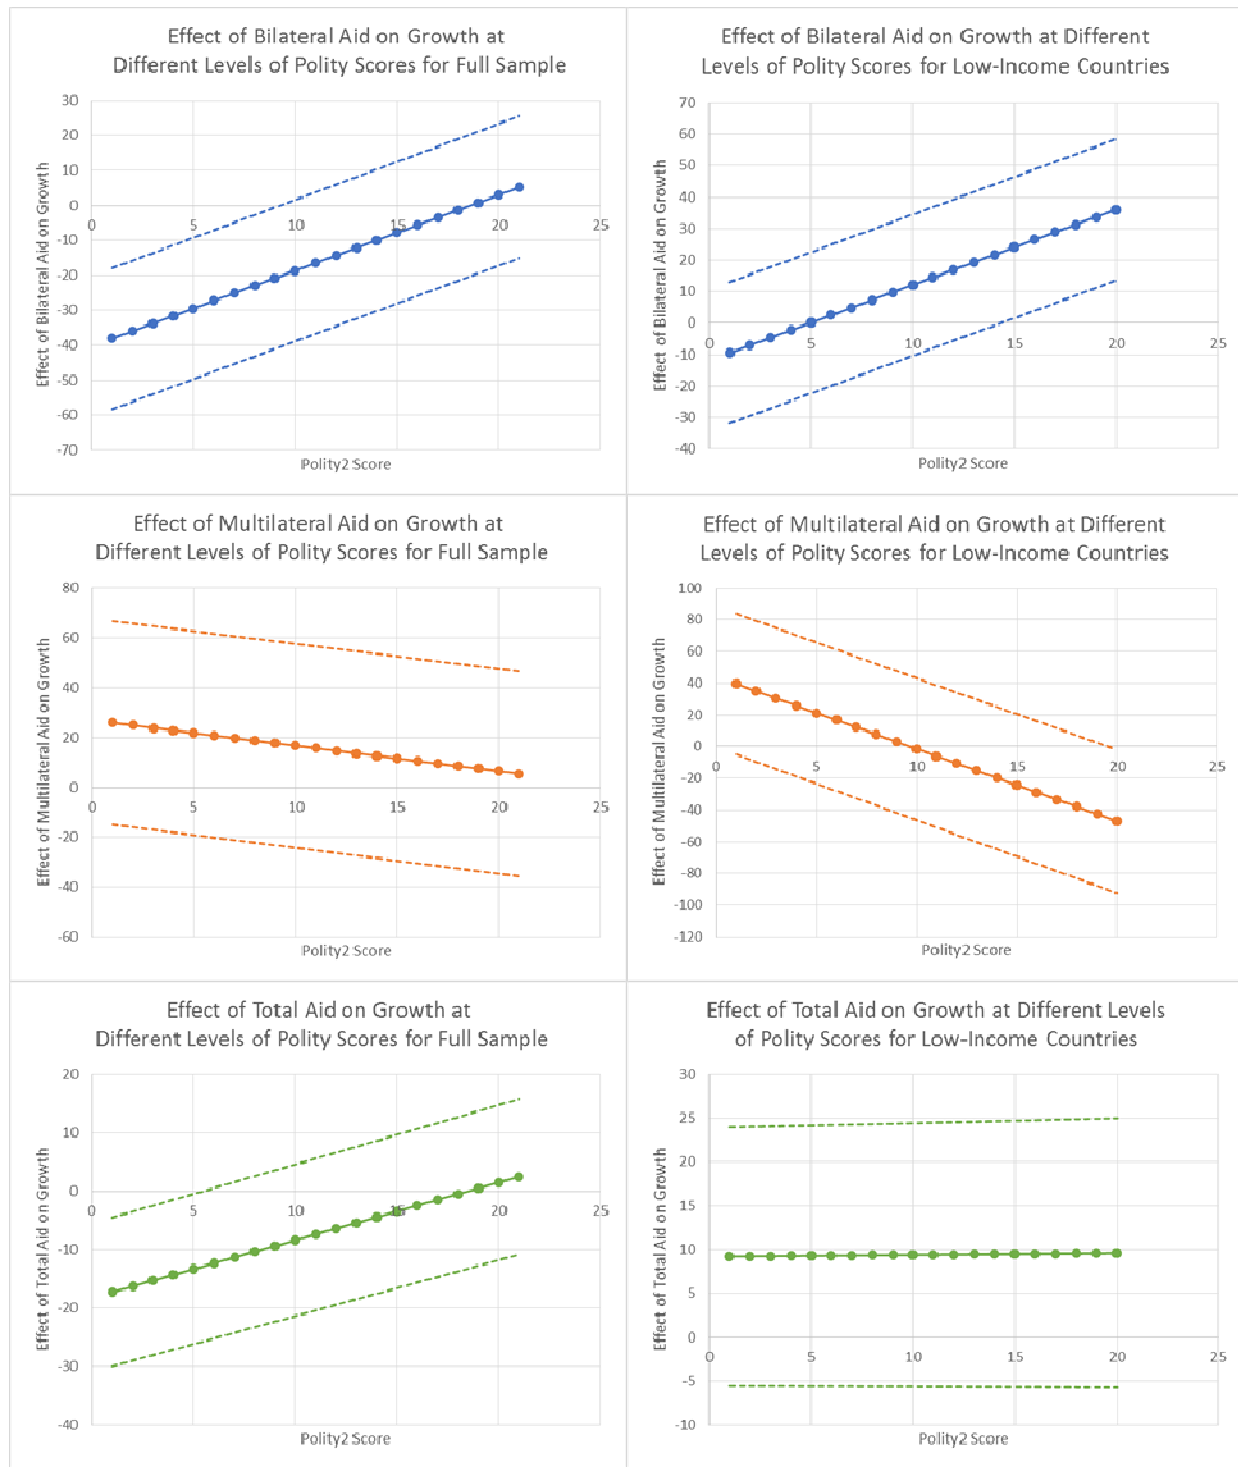 Effect of Bilateral Aid on Growth at
Different Levels of Polity Scores for Full Sample
30
20
10
0
-10
-20
-30
-40
-50
-60
-70
0 5 10 15 20 25
Effect of Bilateral Aid on Growth
Polity2 Score
Effect of Bilateral Aid on Growth at Different
Levels of Polity Scores for Low-Income Countries
70
60
50
40
30
20
10
0
-10
-20
-30
-40
0 5 10 15 20 25
Effect of Bilateral Aid on Growth
Polity2 Score
Effect of Multilateral Aid on Growth at
Different Levels of Polity Scores for Full Sample
80
60
40
20
0
-20
-40
-60
0 5 10 15 20 25
Effect of Multilateral Aid on Growth
Polity2 Score
Effect of Multilateral Aid on Growth at Different
Levels of Polity Scores for Low-Income Countries
100
80
60
40
20
0
-20
-40
-60
-80
-100
-120
0 5 10 15 20 25
Effect of Multilateral Aid on Growth
Polity2 Score
Effect of Total Aid on Growth at
Different Levels of Polity Scores for Full Sample
20
10
0
-10
-20
-30
-40
0 5 10 15 20 25
Effect of Total Aid on Growth
Polity2 Score
Effect of Total Aid on Growth at Different Levels
of Polity Scores for Low-Income Countries
30
25
20
15
10
5
0
-5
-10
0 5 10 15 20 25
Effect of Total Aid on Growth
Polity2 Score